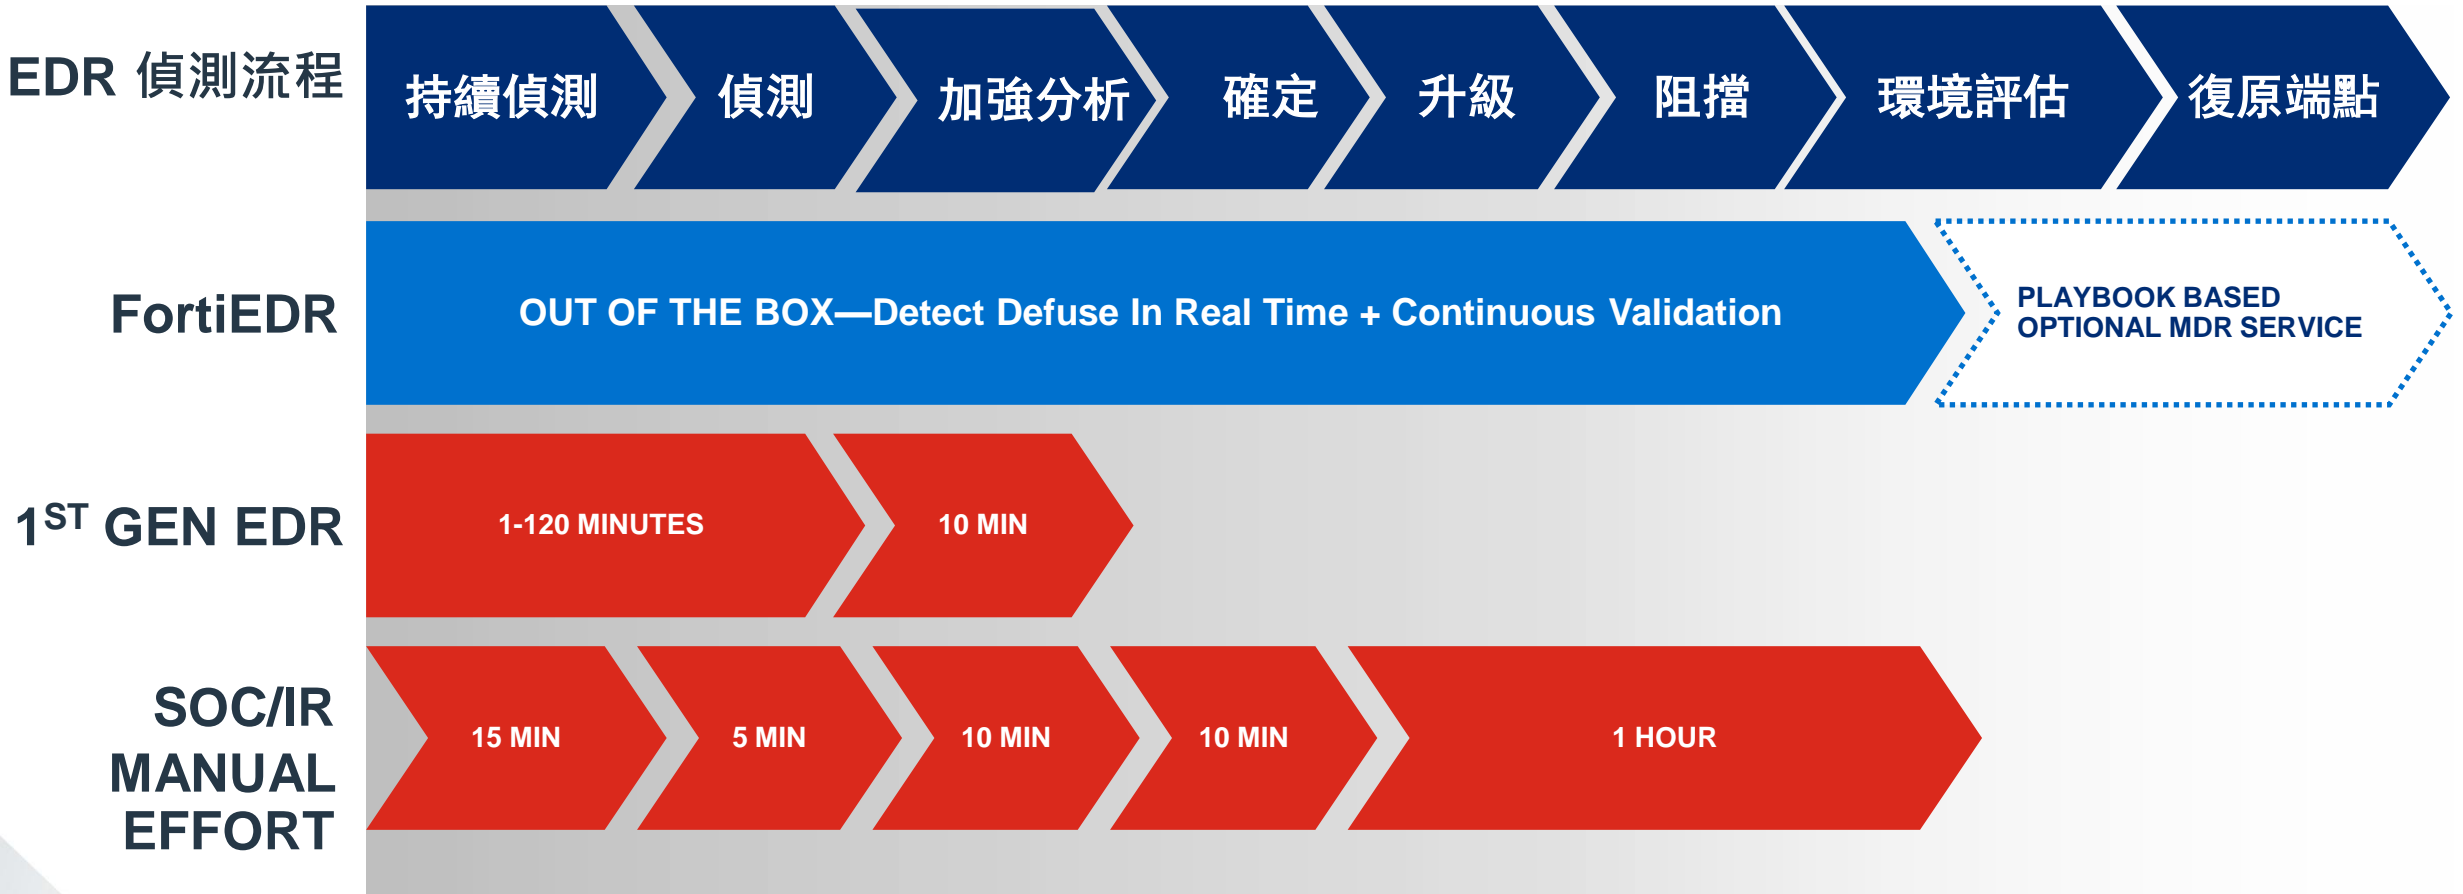 EDR 偵測流程
持續偵測
偵測
加強分析
確定
升級
阻擋
環境評估
復原端點
FortiEDR
OUT OF THE BOX—Detect Defuse In Real Time + Continuous Validation
PLAYBOOK BASED
OPTIONAL MDR SERVICE
1ST GEN EDR
1-120 MINUTES
10 MIN
SOC/IR
MANUAL
EFFORT
15 MIN
5 MIN
10 MIN
10 MIN
1 HOUR